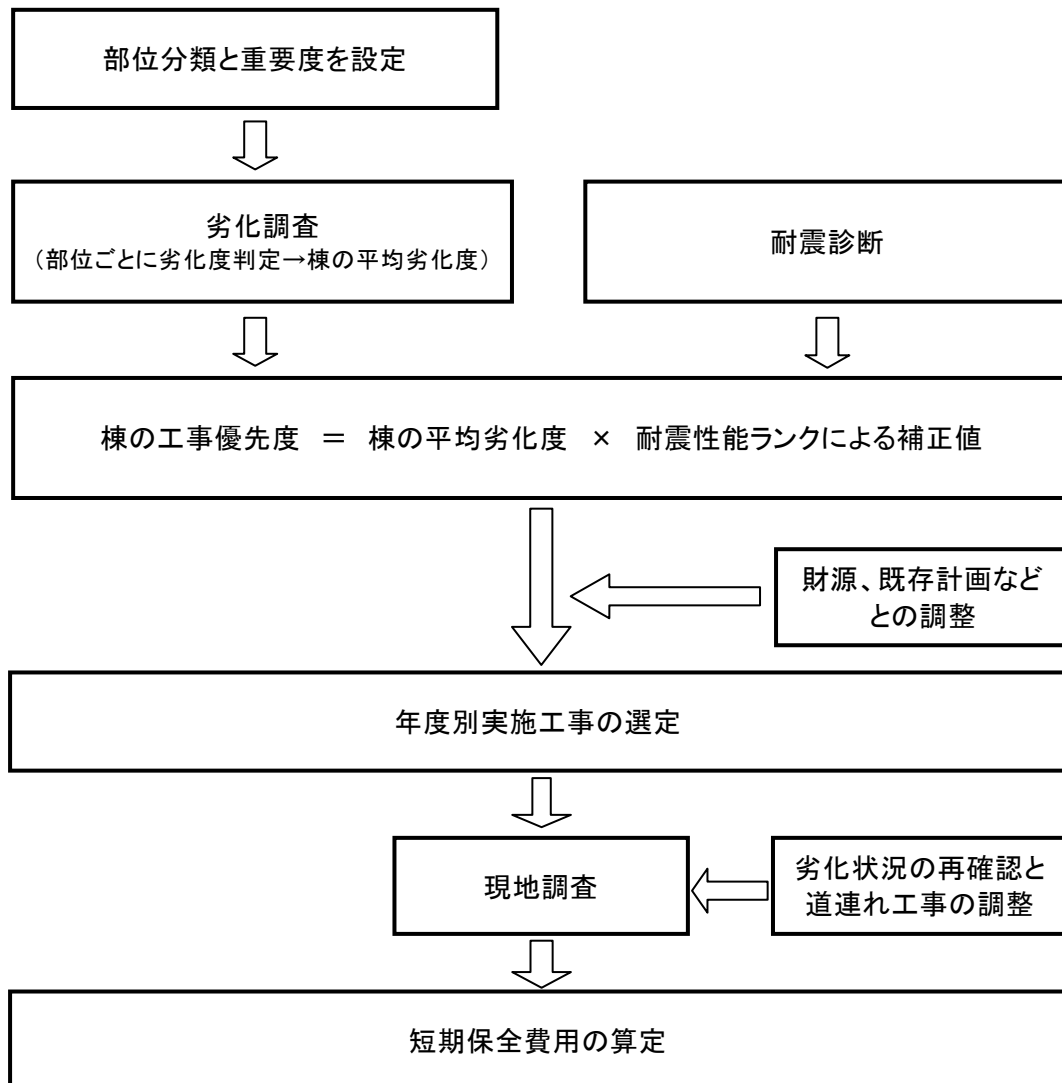 部位分類と重要度を設定
劣化調査
（部位ごとに劣化度判定→棟の平均劣化度）
耐震診断
棟の工事優先度　＝　棟の平均劣化度　×　耐震性能ランクによる補正値
財源、既存計画など
との調整
年度別実施工事の選定
現地調査
劣化状況の再確認と
道連れ工事の調整
短期保全費用の算定